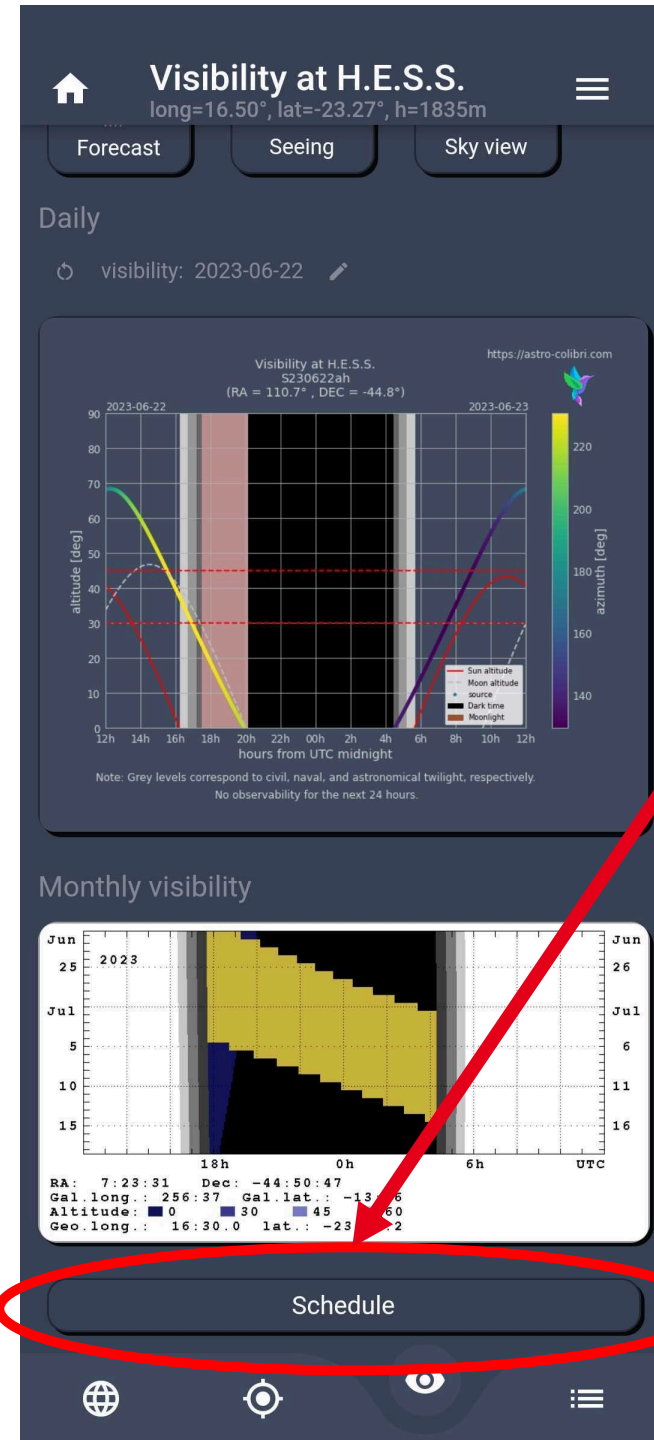 Visibility at H.E.S.S.
long=16.50°, lat=-23.27°, h=1835m
Forecast Seeing Sky view
Daily
visibility: 2023-06-22
https://astro-colibri.com
Visibility at H.E.S.S.
S230622ah
(RA = 110.7° , DEC = -44.8°)
2023-06-22 2023-06-23
90
80
70
60
50
40
30
20
10
0
altitude [deg]
220
200
180
160
140
azimuth [deg]
Sun altitude
Moon altitude
source
Dark time
Moonlight
12h 14h 16h 18h 20h 22h 00h 2h 4h 6h 8h 10h 12h
hours from UTC midnight
Note: Grey levels correspond to civil, naval, and astronomical twilight, respectively.
No observability for the next 24 hours.
Monthly visibility
Jun Jun
2023
25 26
Jul Jul
5 6
10 11
15 16
18h 0h 6h UTC
RA: 7:23:31 Dec: -44:50:47
Gal.long.: 256:37 Gal.lat.:
Altitude: 0 30 45 60
Geo.long.: 16:30.0 lat.:
Schedule